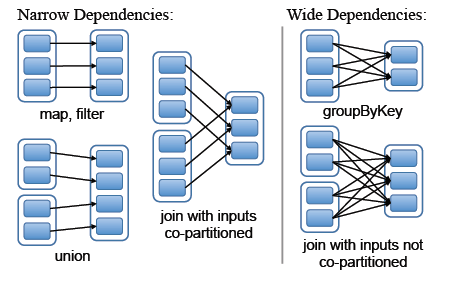 Narrow Dependencies:
map, filter
union
join with inputs
co-partitioned
Wide Dependencies:
groupByKey
join with inputs not
co-partitioned